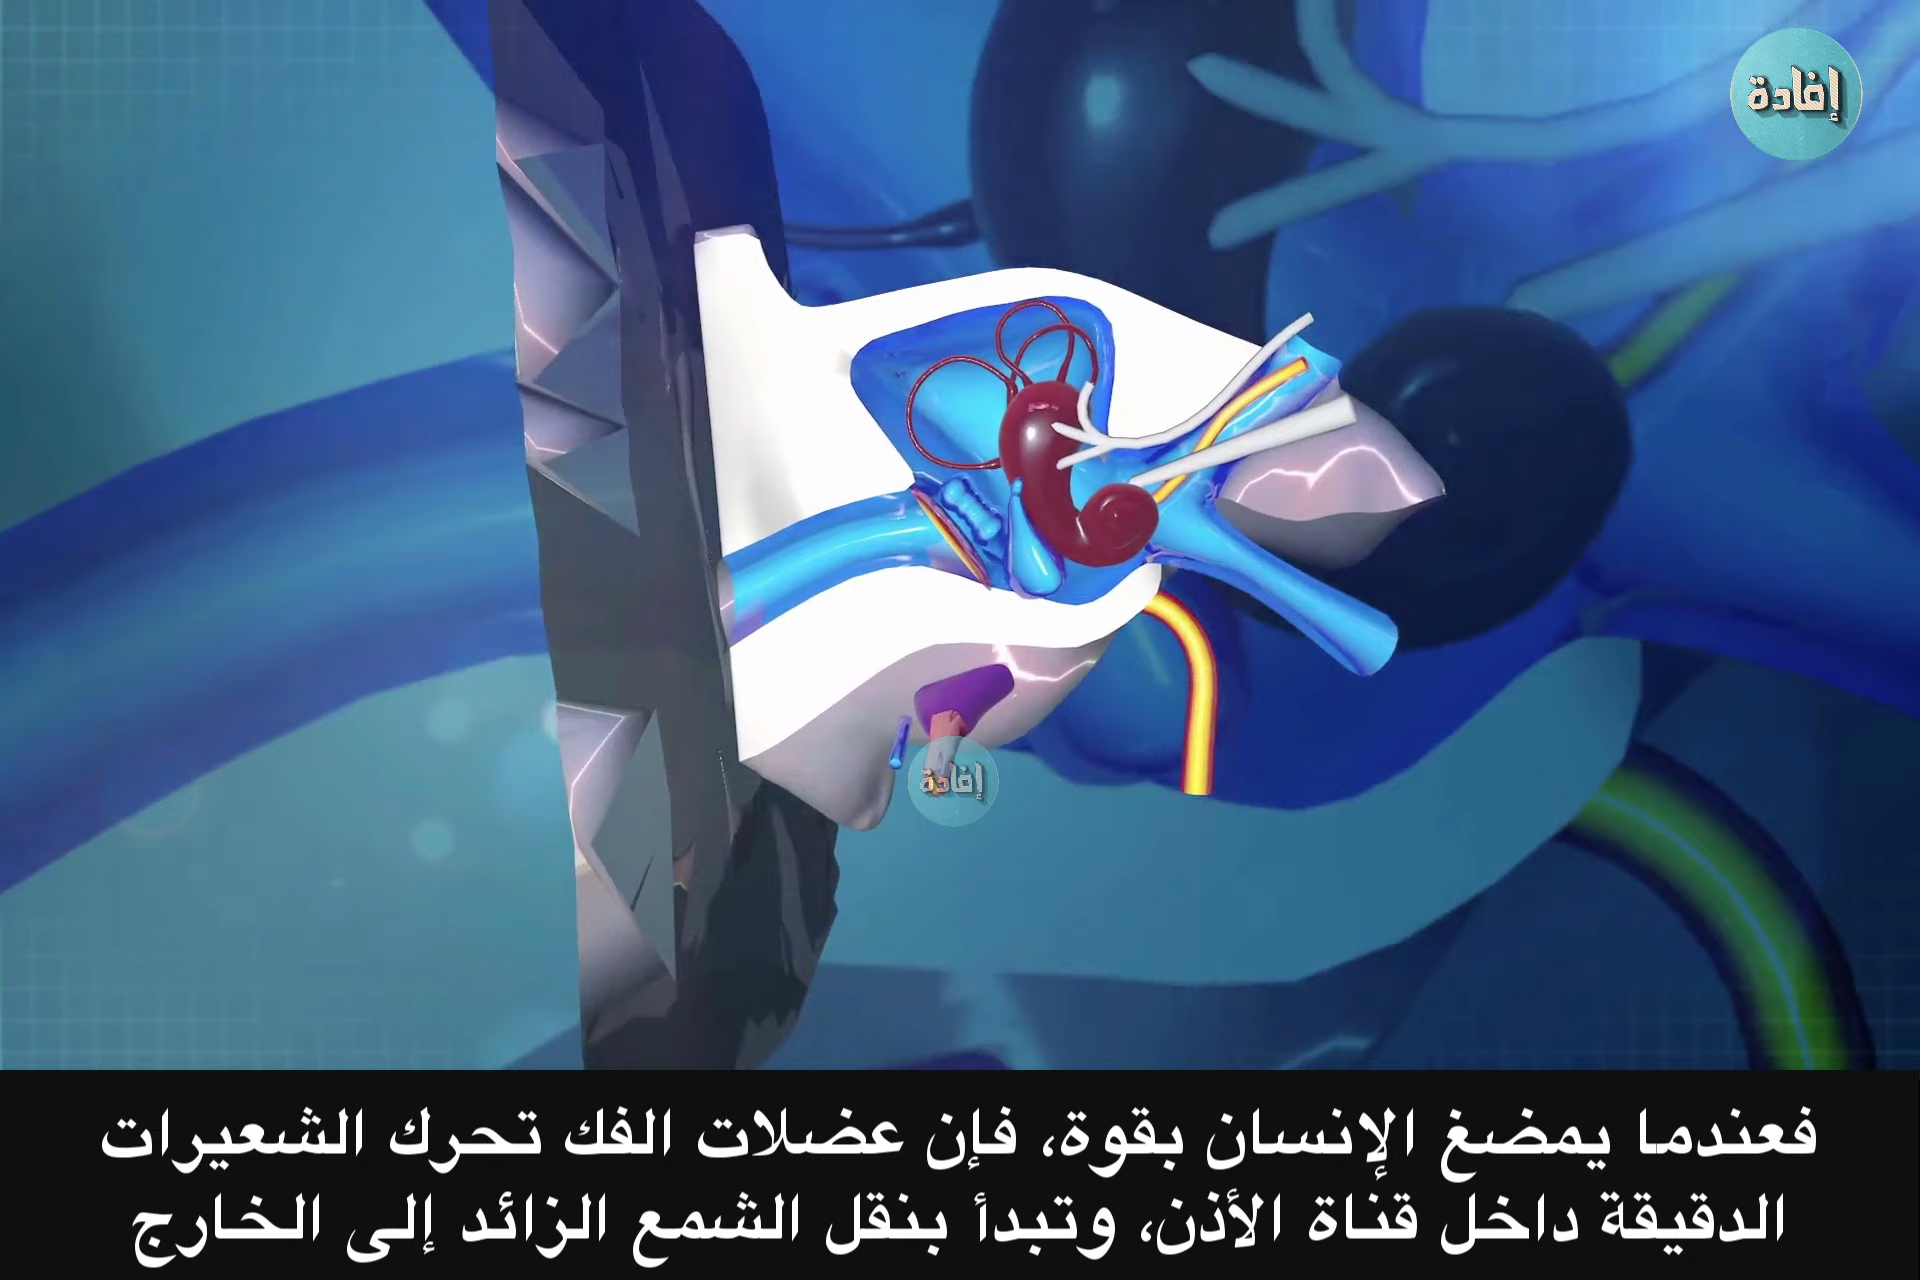 إفادة
إفادة
فعندما يمضغ الإنسان بقوة، فإن عضلات الفك تحرك الشعيرات
الدقيقة داخل قناة الأذن، وتبدأ بنقل الشمع الزائد إلى الخارج